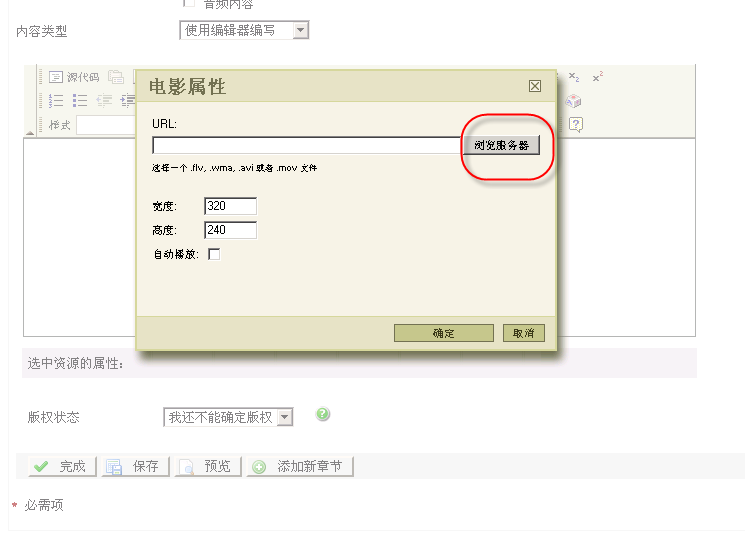 音频内容
内容类型
使用编辑器编写
源代码
x₂ x²
样式
电影属性
URL:
浏览服务器
选择一个 .flv, .wma, .avi 或者 .mov 文件
宽度: 320
高度: 240
自动播放:
确定 取消
选中资源的属性:
版权状态 我还不能确定版权 ?
完成 保存 预览 添加新章节
* 必需项